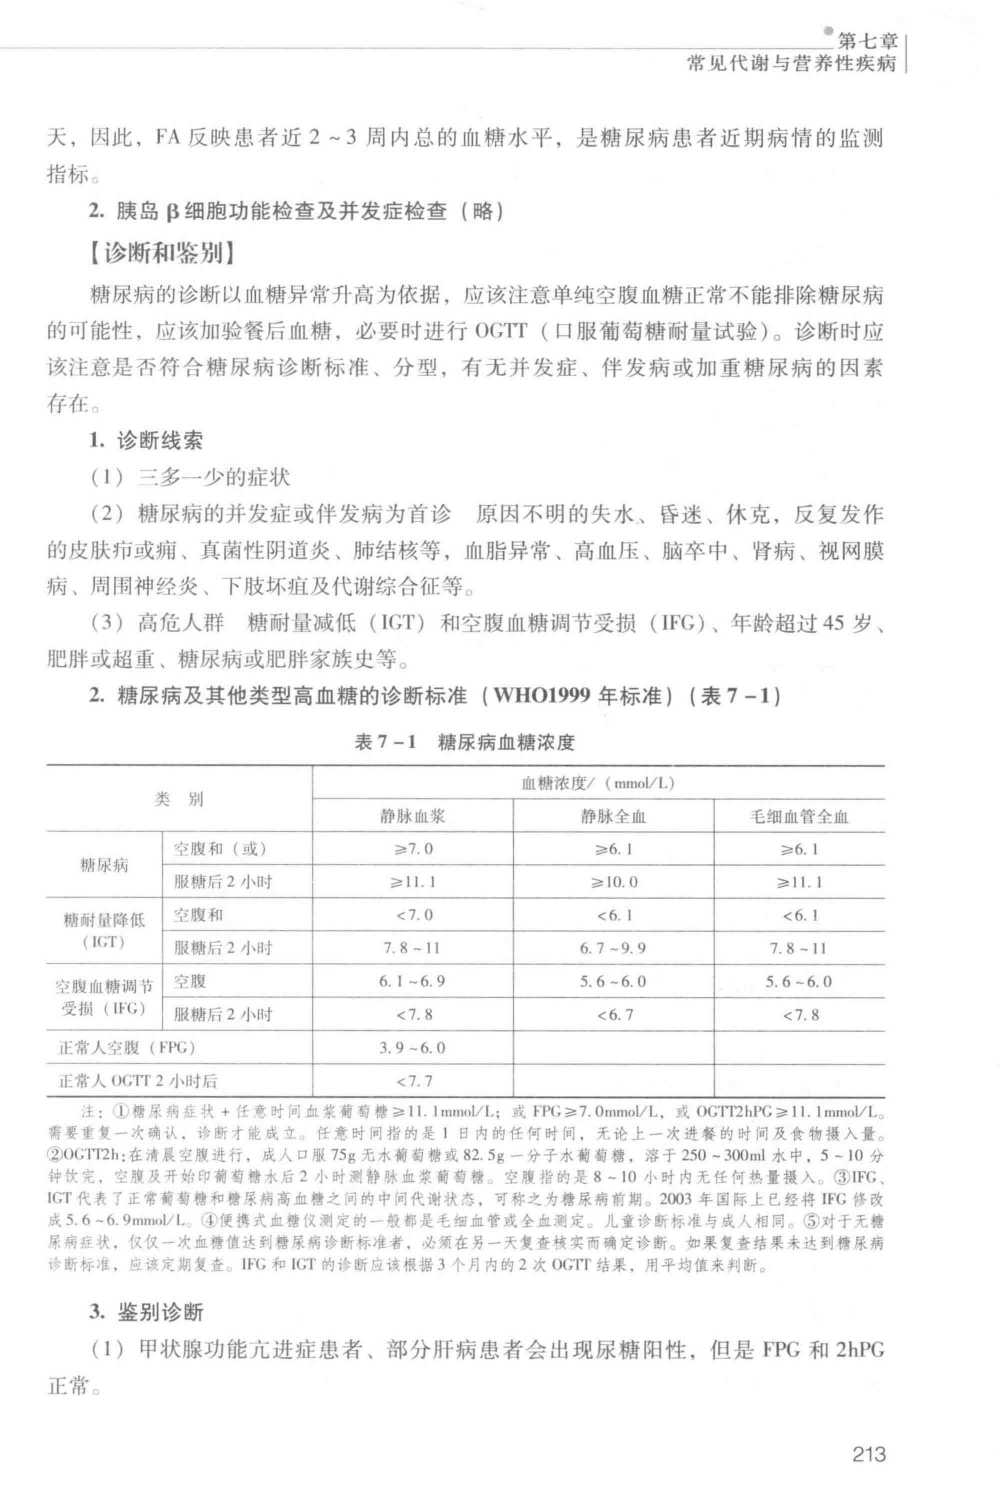 第七章
常见代谢与营养性疾病
天，因此，FA 反映患者近 2 ~ 3 周内总的血糖水平，是糖尿病患者近期病情的监测
指标。
2. 胰岛 β 细胞功能检查及并发症检查（略）
【诊断和鉴别】
糖尿病的诊断以血糖异常升高为依据，应该注意单纯空腹血糖正常不能排除糖尿病
的可能性，应该加验餐后血糖，必要时进行 OGTT（口服葡萄糖耐量试验）。诊断时应
该注意是否符合糖尿病诊断标准、分型，有无并发症、伴发病或加重糖尿病的因素
存在。
1. 诊断线索
（1）三多一少的症状
（2）糖尿病的并发症或伴发病为首诊　原因不明的失水、昏迷、休克，反复发作
的皮肤疖或痈、真菌性阴道炎、肺结核等，血脂异常、高血压、脑卒中、肾病、视网膜
病、周围神经炎、下肢坏疽及代谢综合征等。
（3）高危人群　糖耐量减低（IGT）和空腹血糖调节受损（IFG）、年龄超过 45 岁、
肥胖或超重、糖尿病或肥胖家族史等。
2. 糖尿病及其他类型高血糖的诊断标准（WHO1999 年标准）（表 7 – 1）
表 7 – 1　糖尿病血糖浓度
类 别　血糖浓度/（mmol/L）
静脉血浆　静脉全血　毛细血管全血
糖尿病　空腹和（或）　≥7.0　≥6.1　≥6.1
服糖后 2 小时　≥11.1　≥10.0　≥11.1
糖耐量降低（IGT）　空腹和　<7.0　<6.1　<6.1
服糖后 2 小时　7.8 ~ 11　6.7 ~ 9.9　7.8 ~ 11
空腹血糖调节受损（IFG）　空腹　6.1 ~ 6.9　5.6 ~ 6.0　5.6 ~ 6.0
服糖后 2 小时　<7.8　<6.7　<7.8
正常人空腹（FPG）　3.9 ~ 6.0
正常人 OGTT 2 小时后　<7.7
注：①糖尿病症状 + 任意时间血浆葡萄糖≥11.1mmol/L；或 FPG≥7.0mmol/L，或 OGTT2hPG≥11.1mmol/L。
需要重复一次确认，诊断才能成立。任意时间指的是 1 日内的任何时间，无论上一次进餐的时间及食物摄入量。
②OGTT2h:在清晨空腹进行，成人口服 75g 无水葡萄糖或 82.5g 一分子水葡萄糖，溶于 250 ~ 300ml 水中，5 ~ 10 分
钟饮完，空腹及开始印葡萄糖水后 2 小时测静脉血浆葡萄糖。空腹指的是 8 ~ 10 小时内无任何热量摄入。③IFG、
IGT 代表了正常葡萄糖和糖尿病高血糖之间的中间代谢状态，可称之为糖尿病前期。2003 年国际上已经将 IFG 修改
成 5.6 ~ 6.9mmol/L。④便携式血糖仪测定的一般都是毛细血管或全血测定。儿童诊断标准与成人相同。⑤对于无糖
尿病症状，仅仅一次血糖值达到糖尿病诊断标准者，必须在另一天复查核实而确定诊断。如果复查结果未达到糖尿病
诊断标准，应该定期复查。IFG 和 IGT 的诊断应该根据 3 个月内的 2 次 OGTT 结果，用平均值来判断。
3. 鉴别诊断
（1）甲状腺功能亢进症患者、部分肝病患者会出现尿糖阳性，但是 FPG 和 2hPG
正常。
213